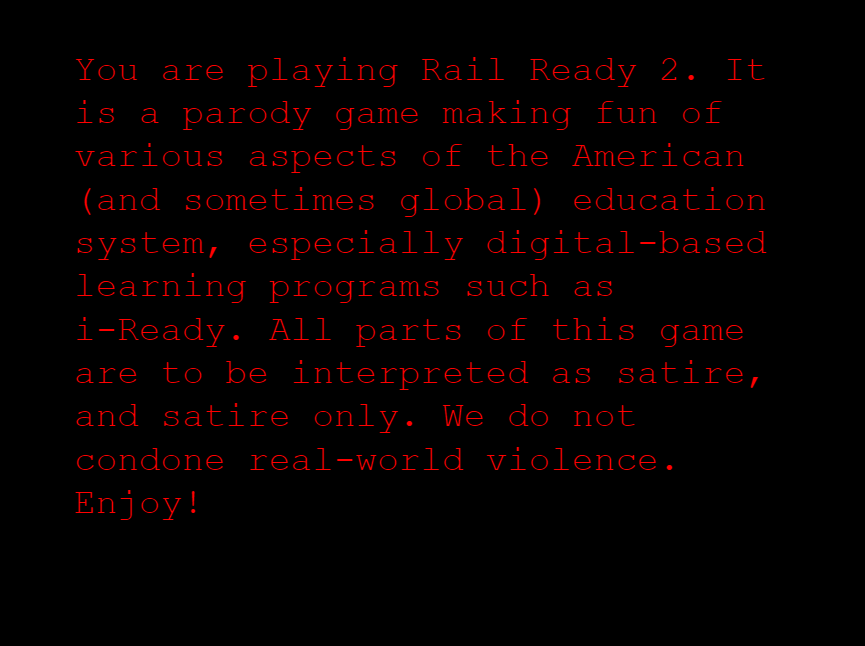 You are playing Rail Ready 2. It
is a parody game making fun of
various aspects of the American
(and sometimes global) education
system, especially digital-based
learning programs such as
i-Ready. All parts of this game
are to be interpreted as satire,
and satire only. We do not
condone real-world violence.
Enjoy!